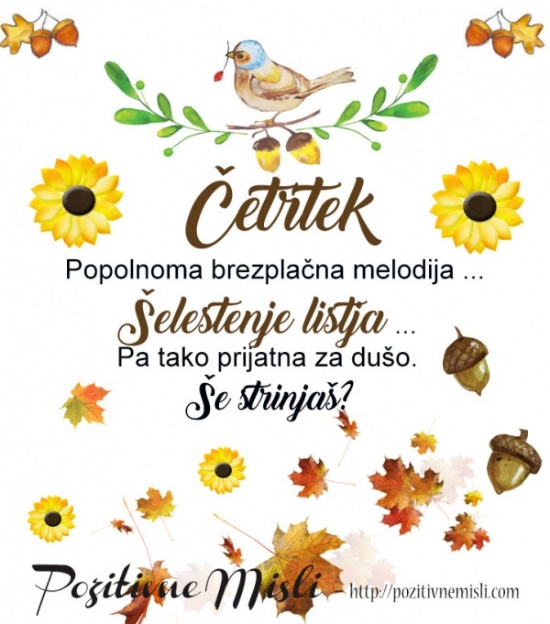 Četrtek
Popolnoma brezplačna melodija ...
Šelestenje listja ...
Pa tako prijatna za dušo.
Še strinjaš?
Pozitivne Misli - http://pozitivnemisli.com